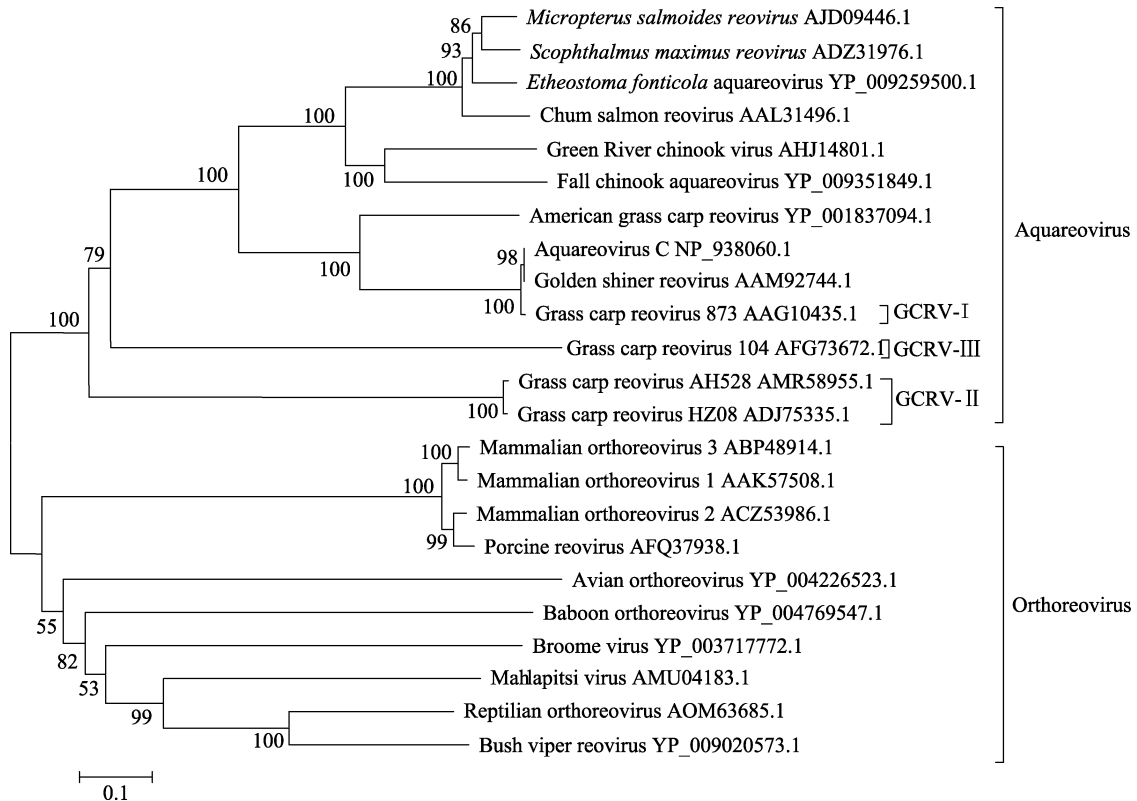 Micropterus salmoides reovirus AJD09446.1
86
Scophthalmus maximus reovirus ADZ31976.1
93
Etheostoma fonticola aquareovirus YP_009259500.1
100
Chum salmon reovirus AAL31496.1
100
Green River chinook virus AHJ14801.1
100
Fall chinook aquareovirus YP_009351849.1
100
American grass carp reovirus YP_001837094.1
Aquareovirus
Aquareovirus C NP_938060.1
79
98
100
Golden shiner reovirus AAM92744.1
100
Grass carp reovirus 873 AAG10435.1
GCRV-Ⅰ
100
Grass carp reovirus 104 AFG73672.1
GCRV-Ⅲ
Grass carp reovirus AH528 AMR58955.1
GCRV-Ⅱ
100
Grass carp reovirus HZ08 ADJ75335.1
Mammalian orthoreovirus 3 ABP48914.1
100
Mammalian orthoreovirus 1 AAK57508.1
100
Mammalian orthoreovirus 2 ACZ53986.1
99
Porcine reovirus AFQ37938.1
Avian orthoreovirus YP_004226523.1
Orthoreovirus
Baboon orthoreovirus YP_004769547.1
55
Broome virus YP_003717772.1
82
Mahlapitsi virus AMU04183.1
53
Reptilian orthoreovirus AOM63685.1
99
100
Bush viper reovirus YP_009020573.1
0.1